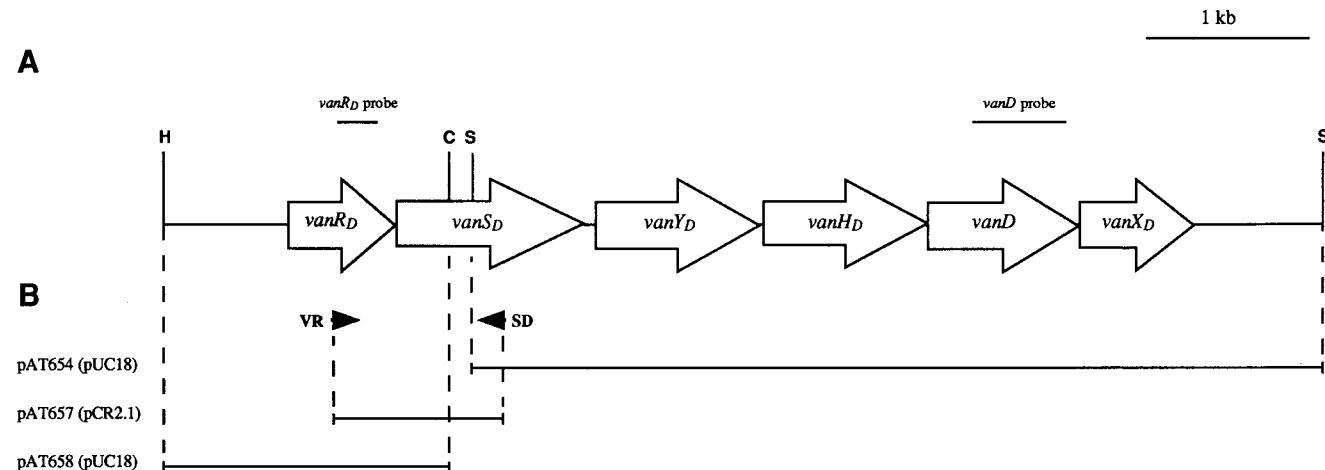 1 kb
A
vanR_D probe
vanD probe
H
C
S
S
vanR_D
vanS_D
vanY_D
vanH_D
vanD
vanX_D
B
VR
SD
pAT654 (pUC18)
pAT657 (pCR2.1)
pAT658 (pUC18)